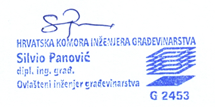 HRVATSKA KOMORA INŽENJERA GRAĐEVINARSTVA
Silvio Panović
dipl. ing. građ.
Ovlašteni inženjer građevinarstva
G 2453